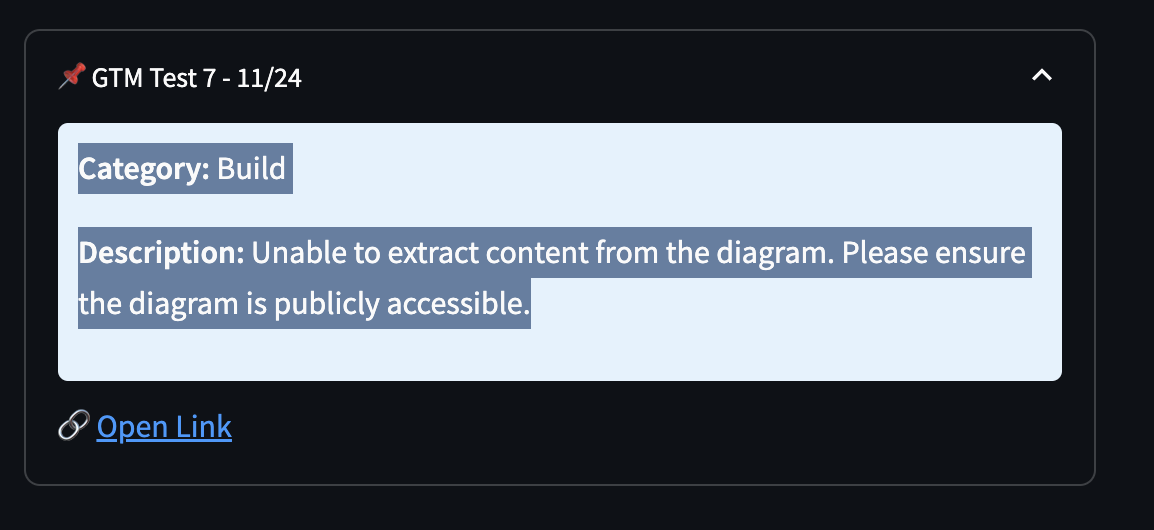 📌 GTM Test 7 - 11/24
Category: Build
Description: Unable to extract content from the diagram. Please ensure
the diagram is publicly accessible.
🔗 Open Link